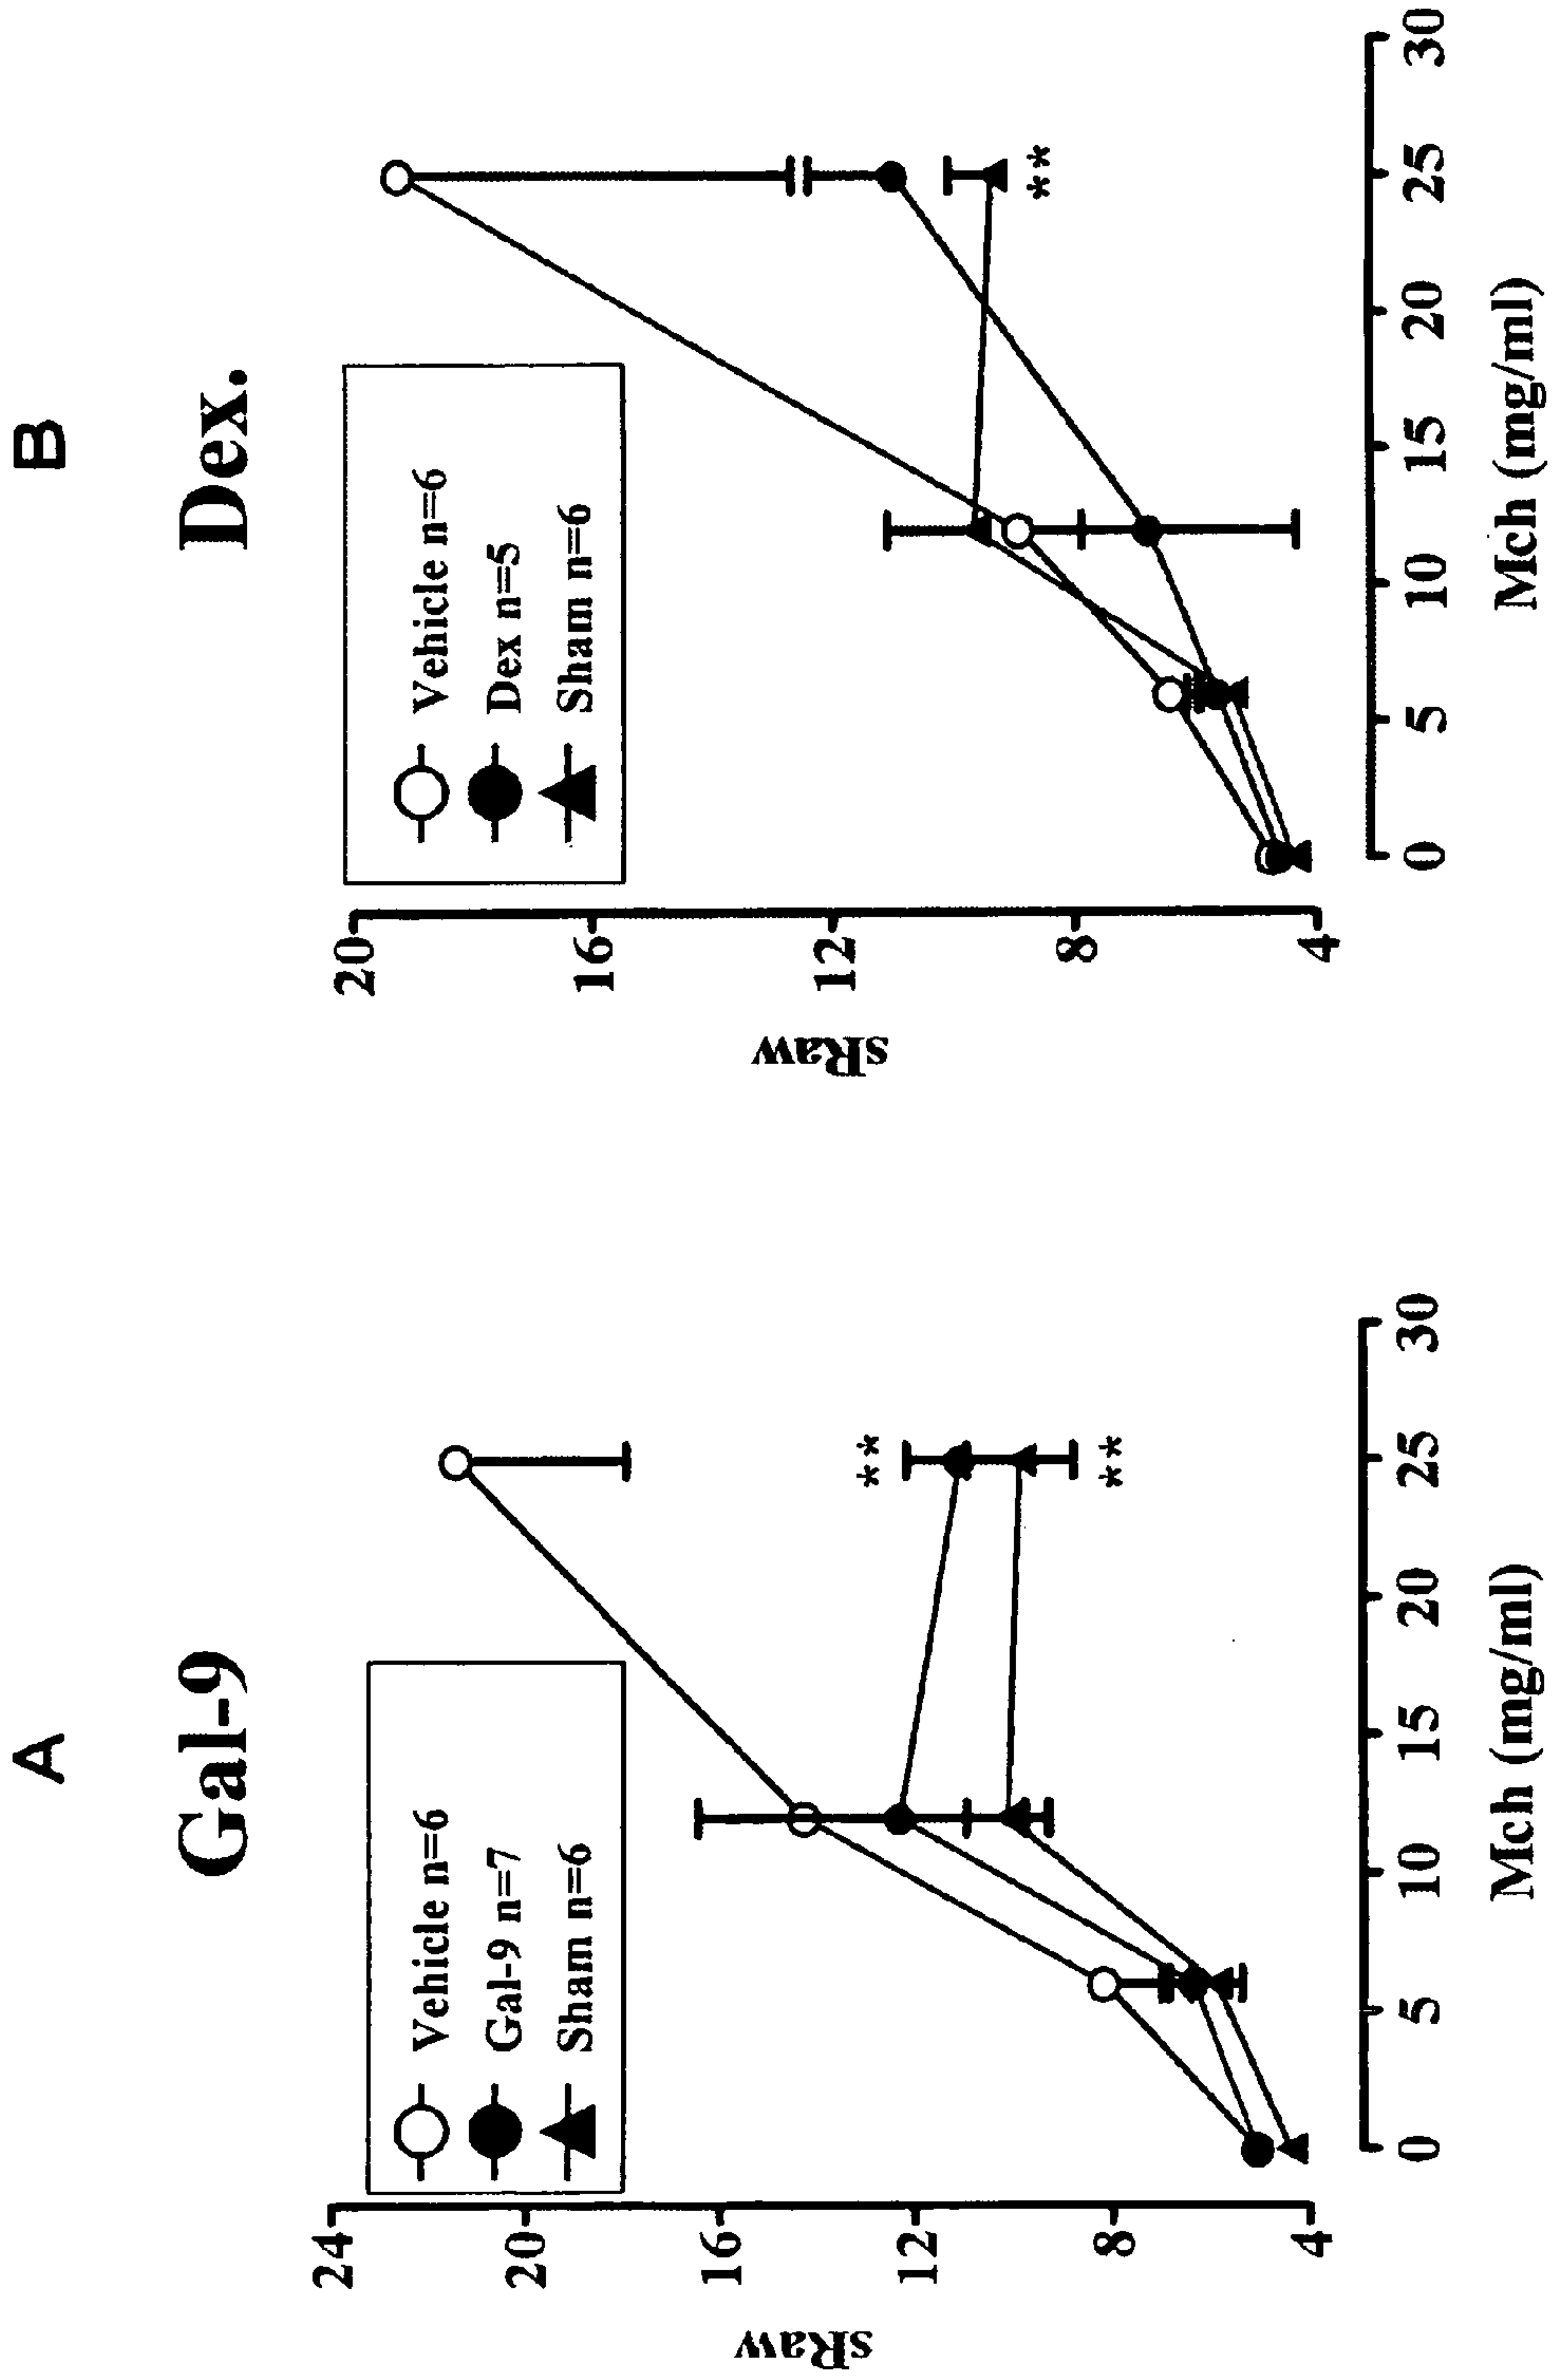 A
Gal-9
Vehicle n=6
Gal-9 n=7
Sham n=6
24
20
16
12
8
4
sRaw
**
**
0 5 10 15 20 25 30
Mch (mg/ml)
B
Dex.
Vehicle n=6
Dex n=5
Sham n=6
20
16
12
8
4
sRaw
**
0 5 10 15 20 25 30
Mch (mg/ml)